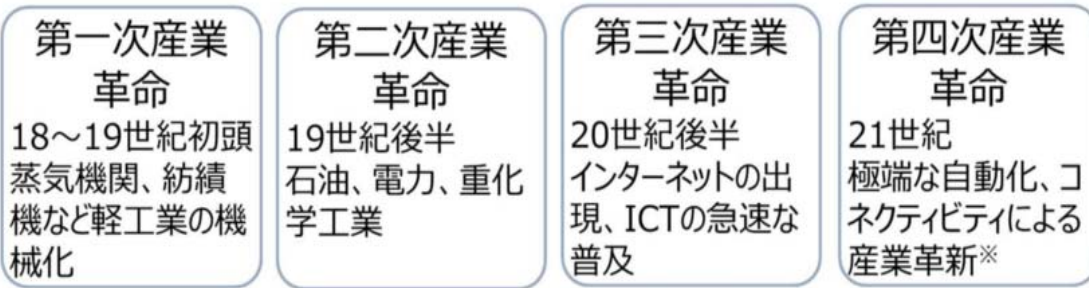 第一次産業
革命
18～19世紀初頭
蒸気機関、紡績
機など軽工業の機
械化
第二次産業
革命
19世紀後半
石油、電力、重化
学工業
第三次産業
革命
20世紀後半
インターネットの出
現、ICTの急速な
普及
第四次産業
革命
21世紀
極端な自動化、コ
ネクティビティによる
産業革新※